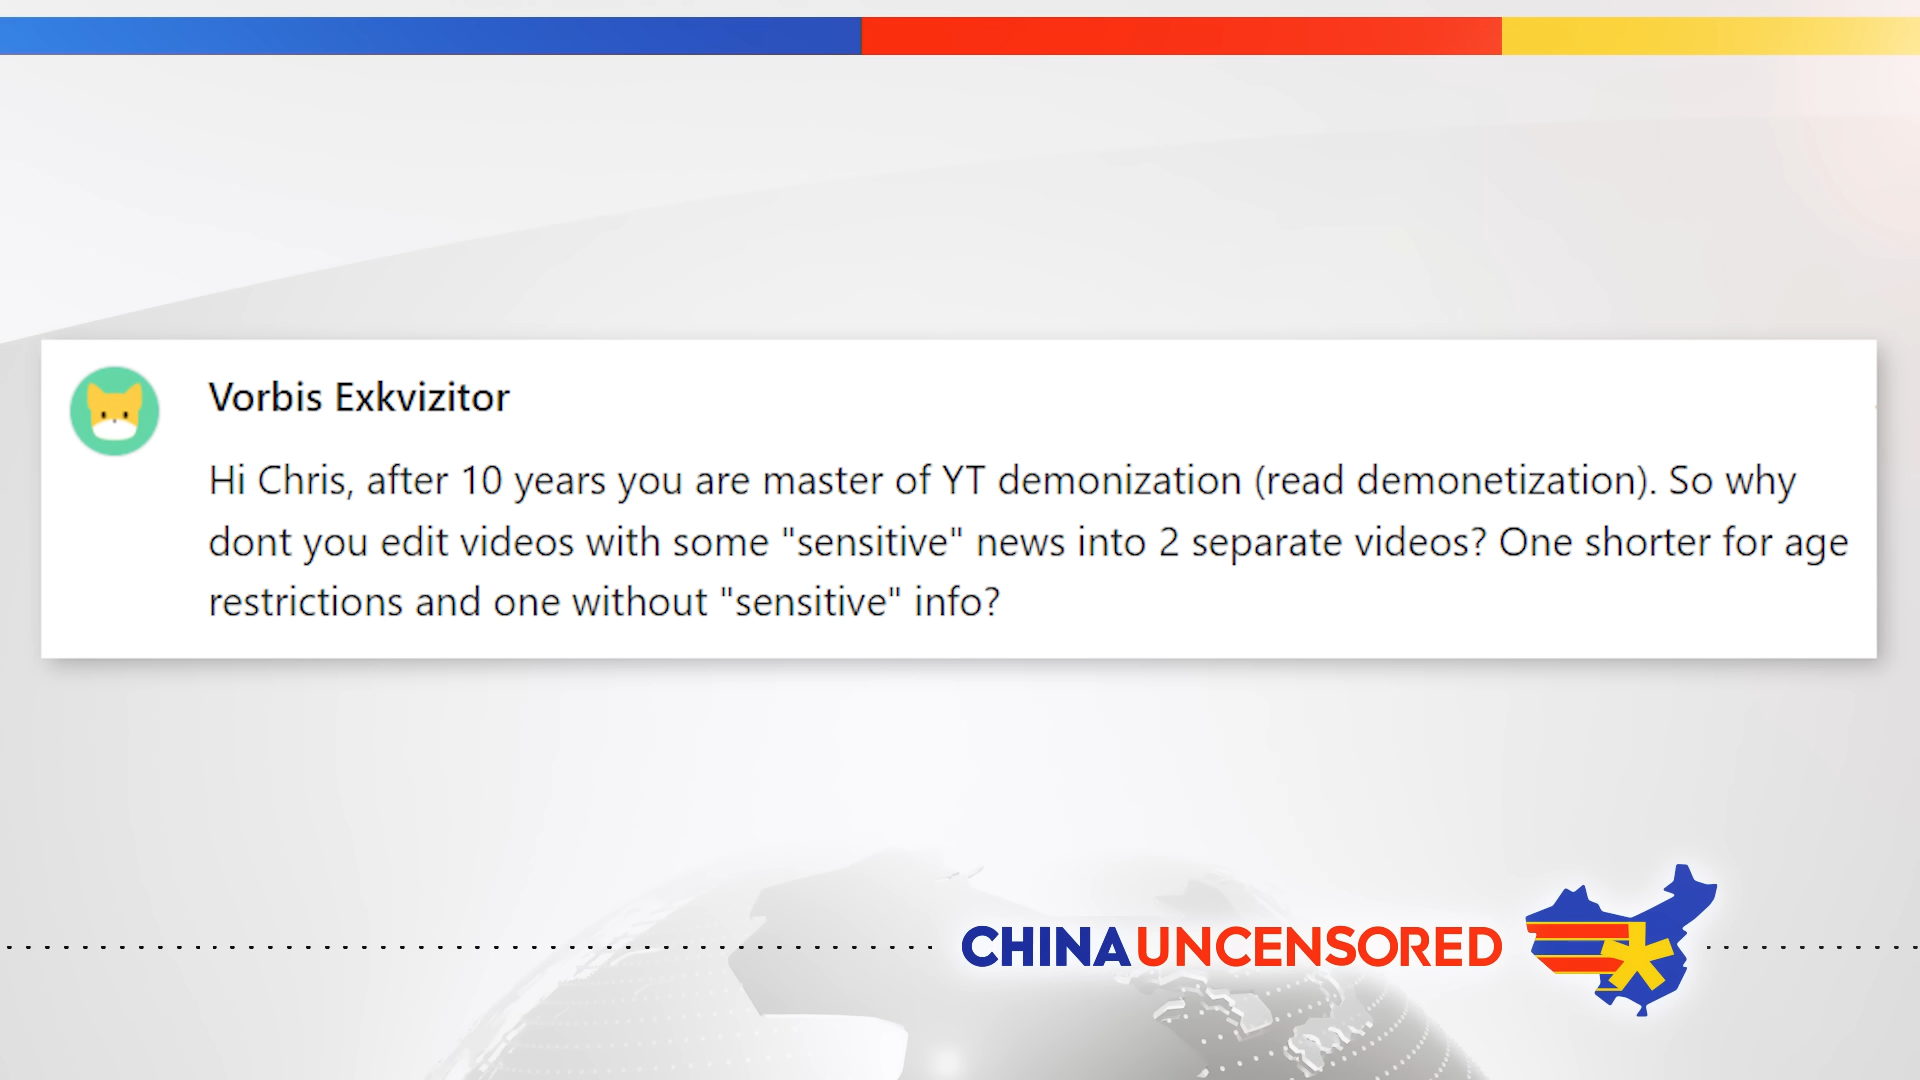 Vorbis Exkvizitor
Hi Chris, after 10 years you are master of YT demonization (read demonetization). So why
dont you edit videos with some "sensitive" news into 2 separate videos? One shorter for age
restrictions and one without "sensitive" info?
CHINA UNCENSORED